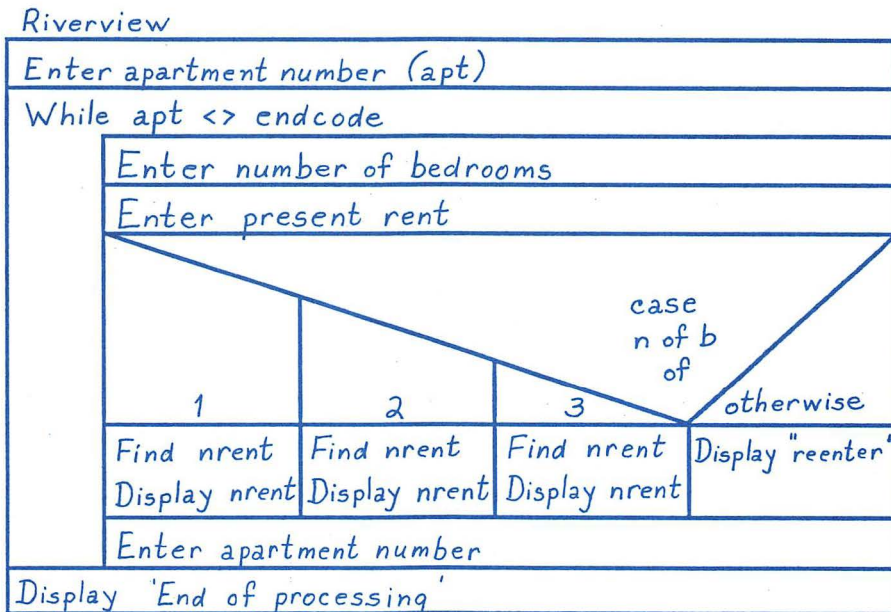 Riverview
Enter apartment number (apt)
While apt <> endcode
Enter number of bedrooms
Enter present rent
case
n of b
of
1 2 3 otherwise
Find nrent Find nrent Find nrent Display "reenter"
Display nrent Display nrent Display nrent
Enter apartment number
Display 'End of processing'